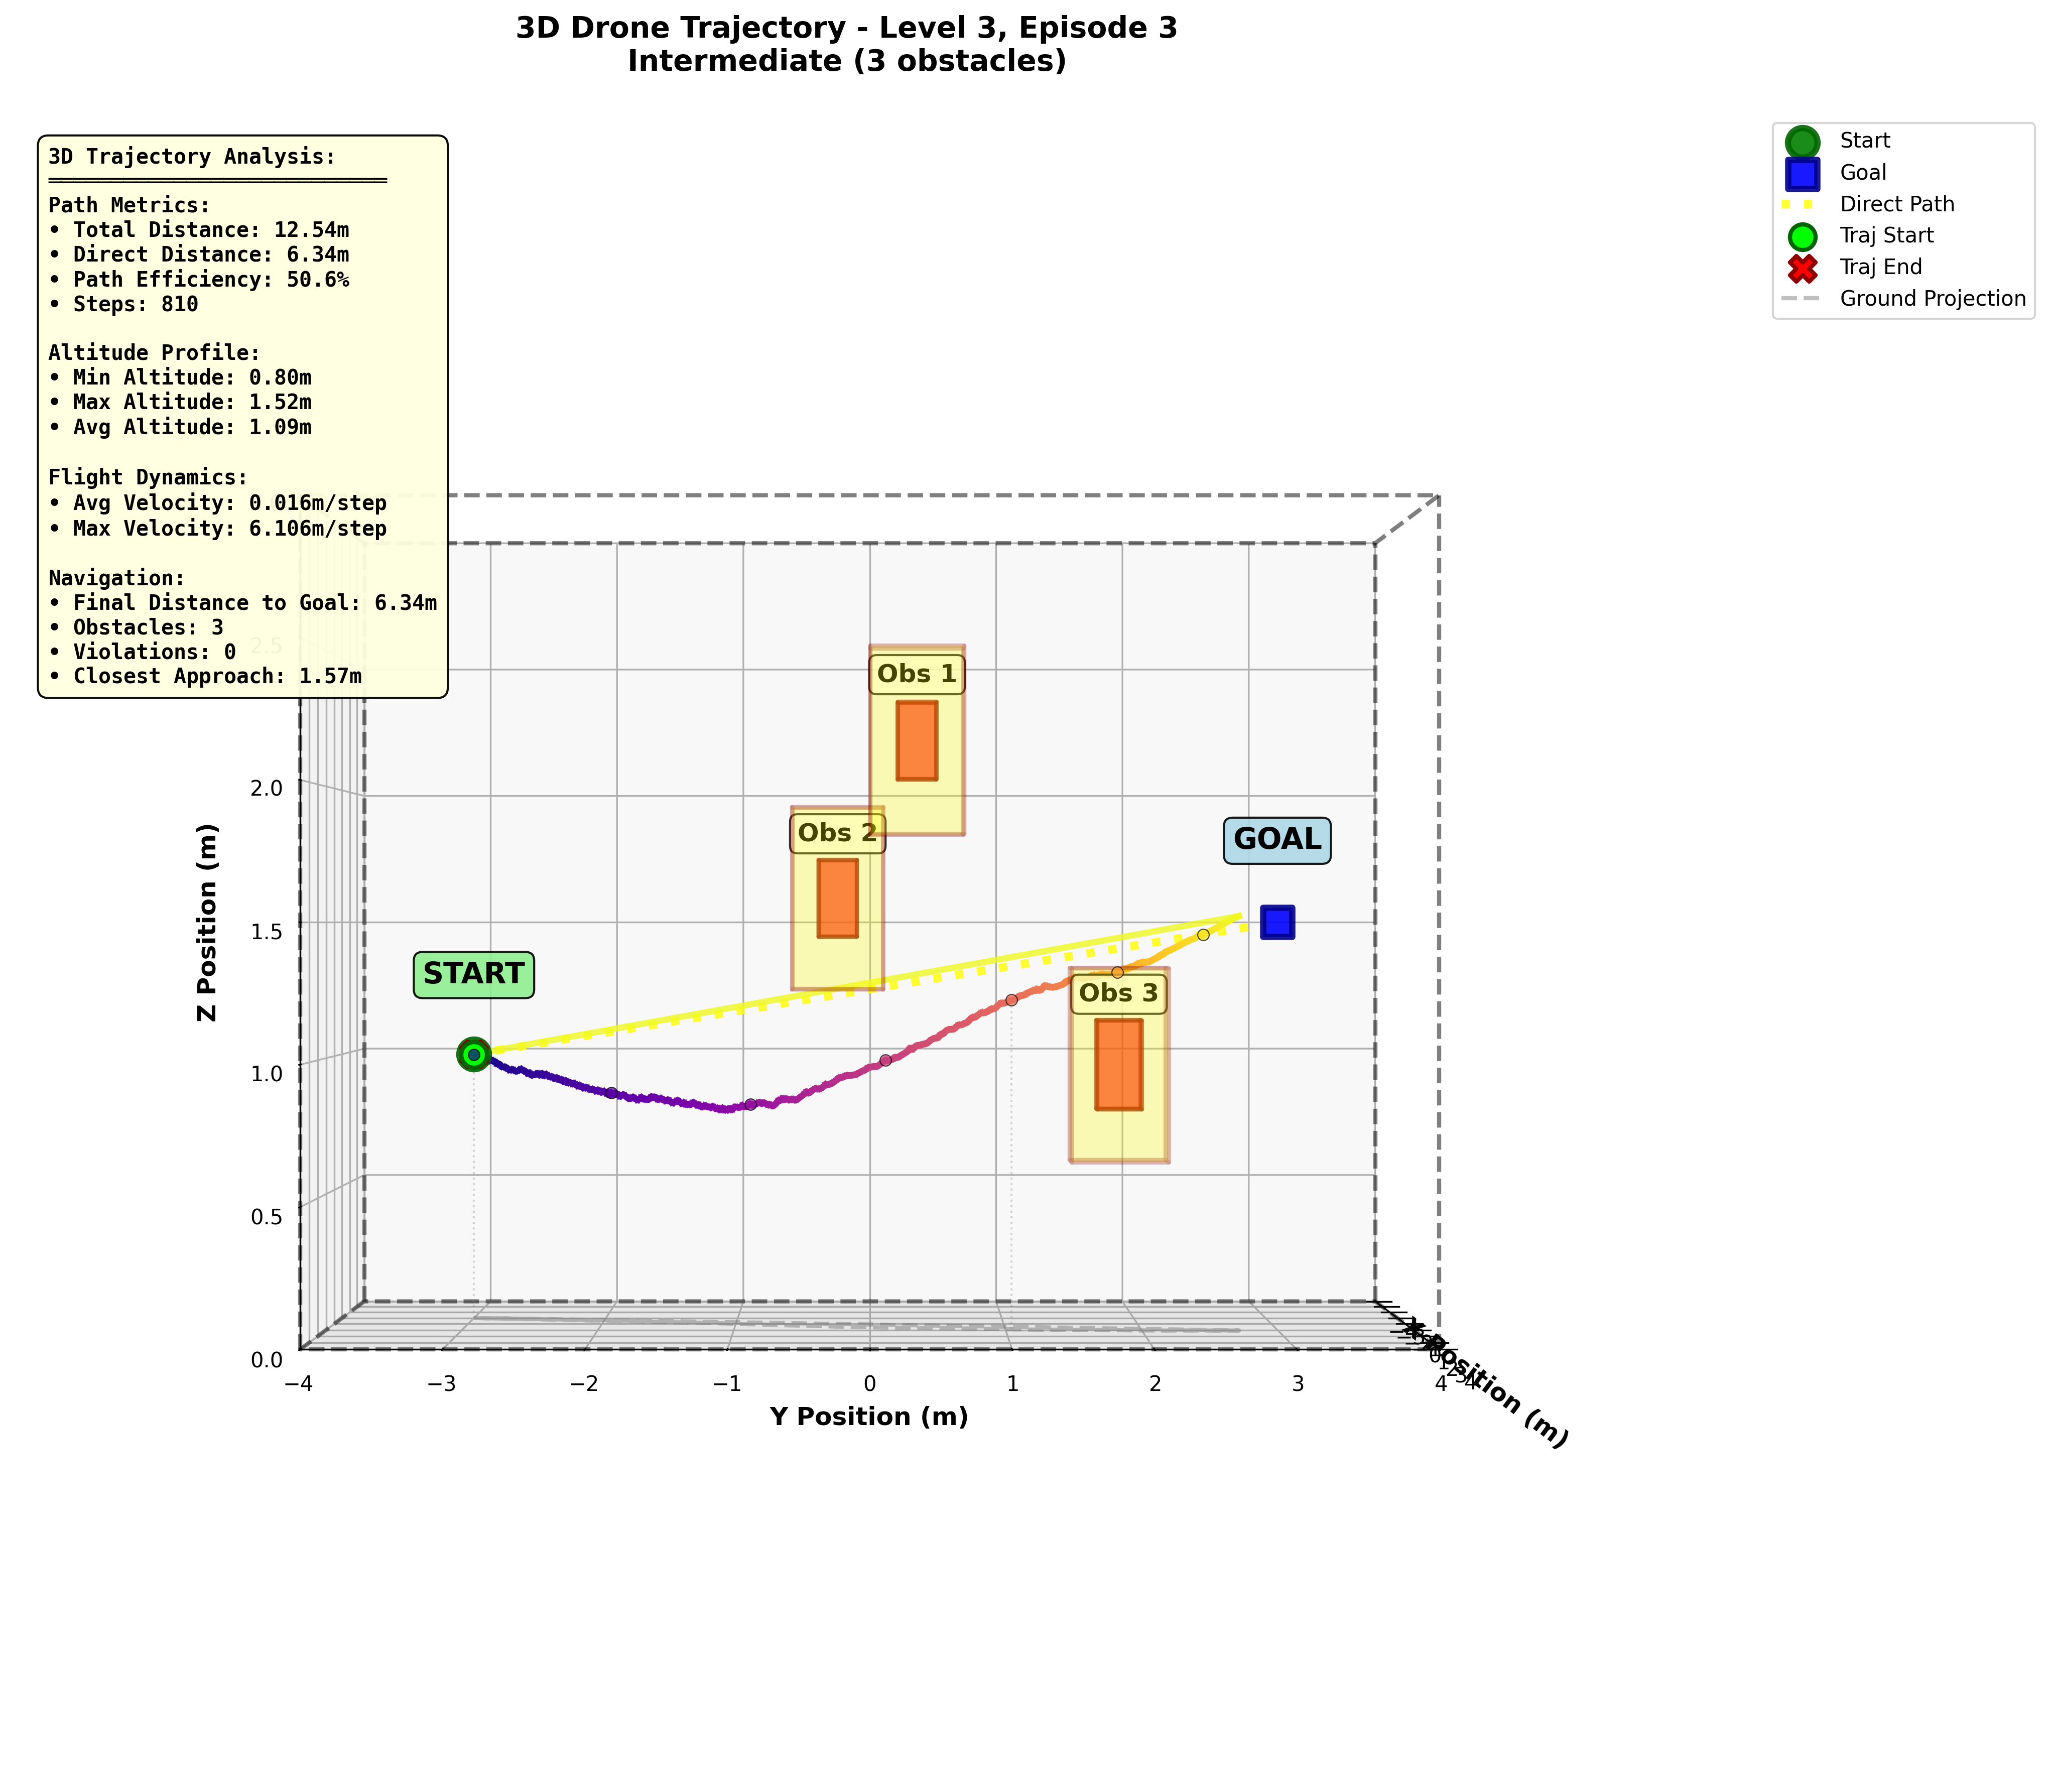 3D Drone Trajectory - Level 3, Episode 3
Intermediate (3 obstacles)
3D Trajectory Analysis:
Path Metrics:
• Total Distance: 12.54m
• Direct Distance: 6.34m
• Path Efficiency: 50.6%
• Steps: 810
Altitude Profile:
• Min Altitude: 0.80m
• Max Altitude: 1.52m
• Avg Altitude: 1.09m
Flight Dynamics:
• Avg Velocity: 0.016m/step
• Max Velocity: 6.106m/step
Navigation:
• Final Distance to Goal: 6.34m
• Obstacles: 3
• Violations: 0
• Closest Approach: 1.57m
Start
Goal
Direct Path
Traj Start
Traj End
Ground Projection
Obs 1
Obs 2
Obs 3
START
GOAL
Z Position (m)
2.5
2.0
1.5
1.0
0.5
0.0
−4 −3 −2 −1 0 1 2 3 4
Y Position (m)
X Position (m)